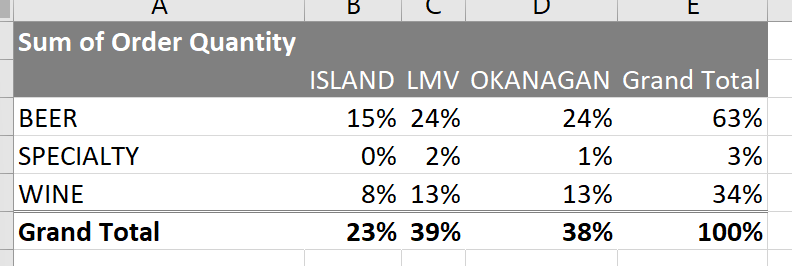 A B C D E
Sum of Order Quantity
ISLAND LMV OKANAGAN Grand Total
BEER 15% 24% 24% 63%
SPECIALTY 0% 2% 1% 3%
WINE 8% 13% 13% 34%
Grand Total 23% 39% 38% 100%